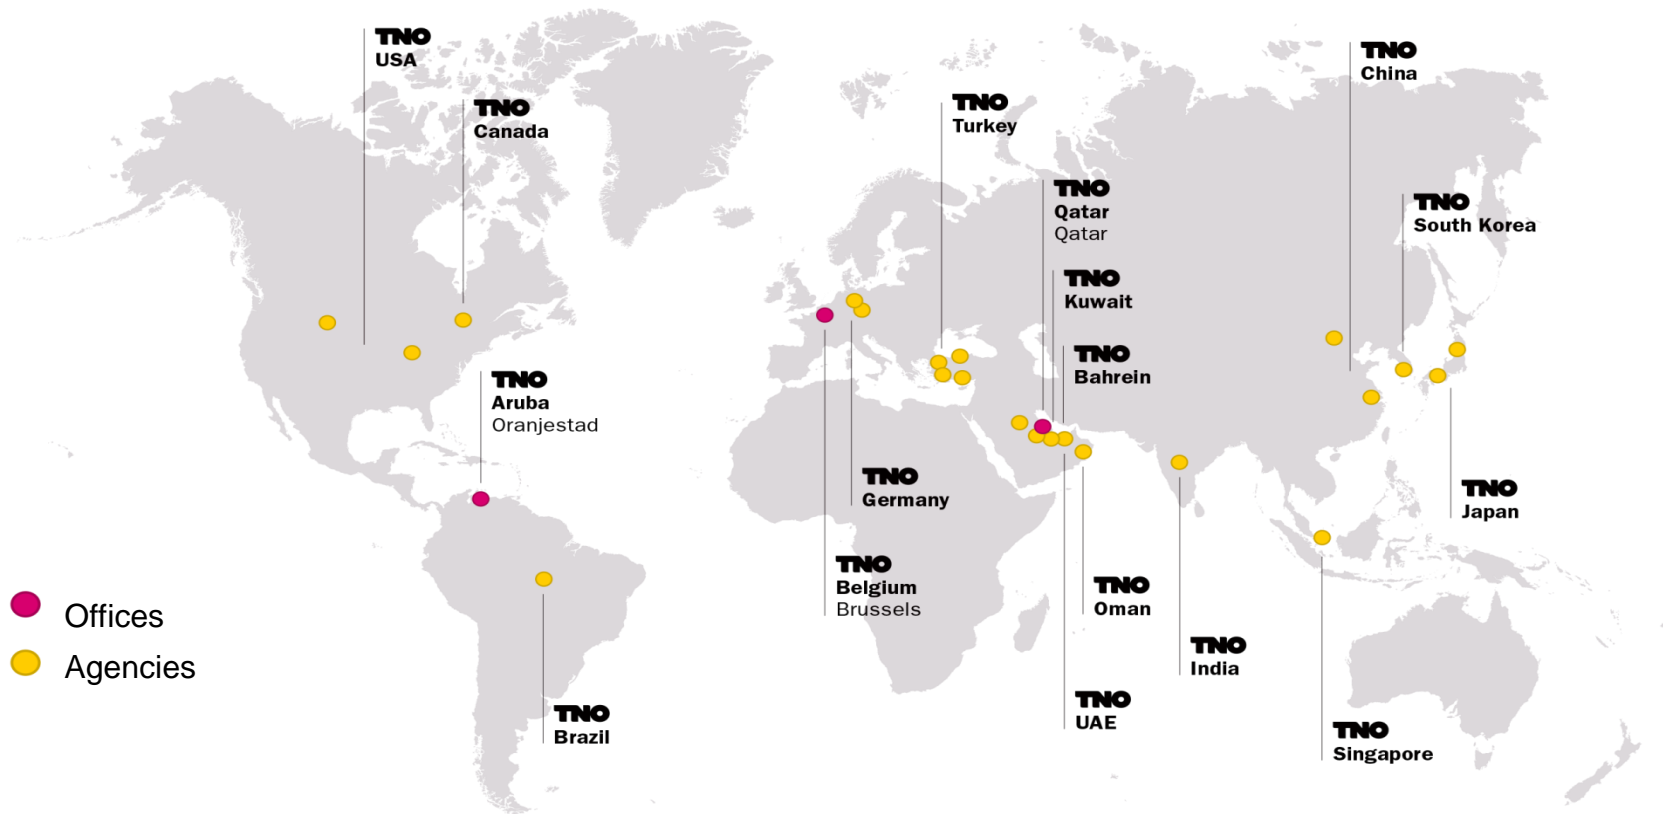 TNO
USA
TNO
Canada
TNO
Aruba
Oranjestad
TNO
Brazil
TNO
Turkey
TNO
Qatar
Qatar
TNO
Kuwait
TNO
Bahrein
TNO
Germany
TNO
Belgium
Brussels
TNO
Oman
TNO
UAE
TNO
India
TNO
China
TNO
South Korea
TNO
Japan
TNO
Singapore
Offices
Agencies